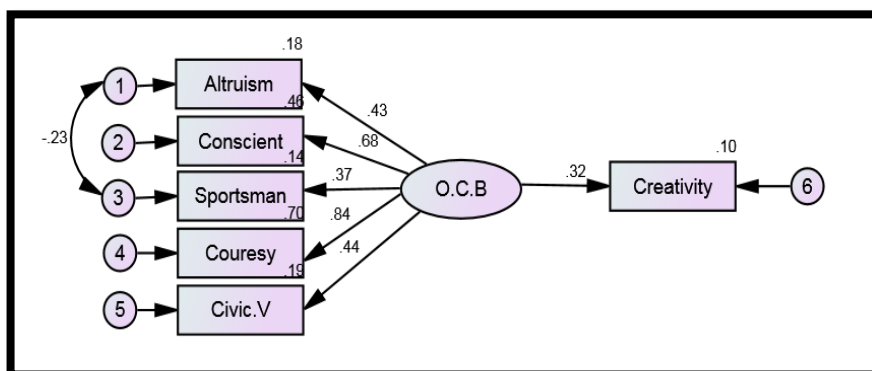 .18
1
Altruism
.43
.46
-.23
2
Conscient
.68
.14
3
Sportsman
.37
.70
O.C.B
.32
.10
Creativity
6
4
Couresy
.84
.19
5
Civic.V
.44